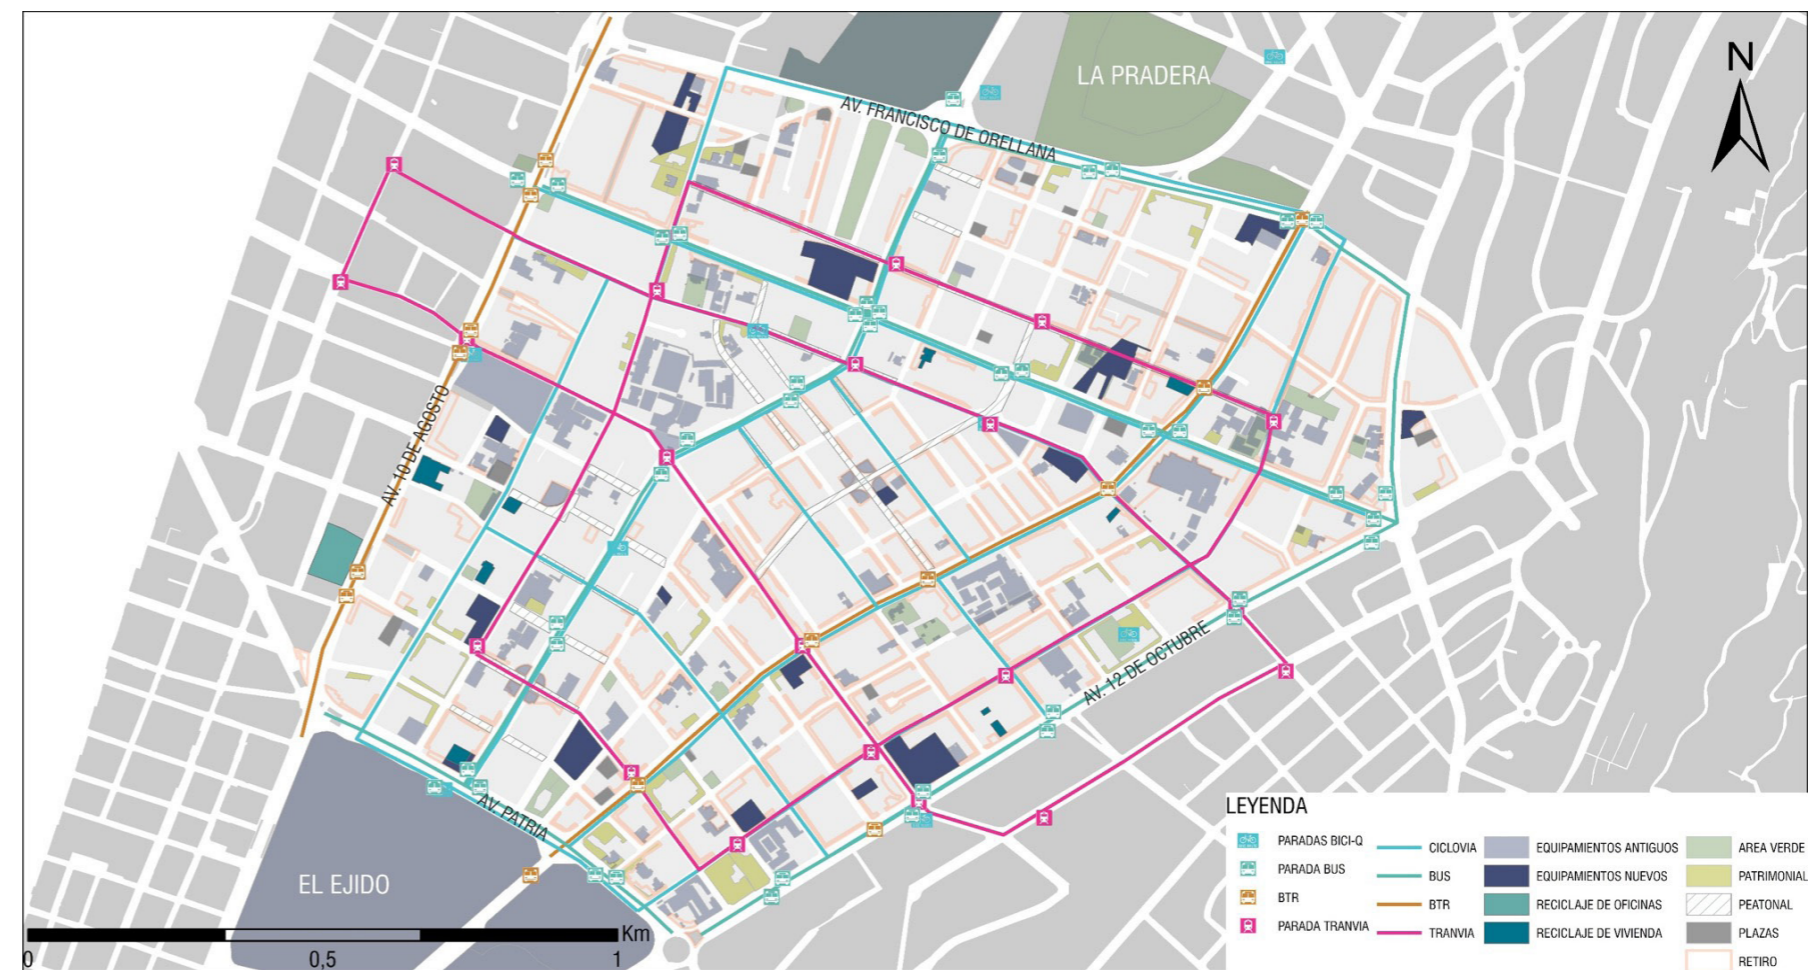 N
LA PRADERA
AV. FRANCISCO DE ORELLANA
AV. 10 DE AGOSTO
AV. 12 DE OCTUBRE
AV. PATRIA
EL EJIDO
Km
0
0,5
1
LEYENDA
PARADAS BICI-Q
PARADA BUS
BTR
PARADA TRANVIA
CICLOVIA
BUS
BTR
TRANVIA
EQUIPAMIENTOS ANTIGUOS
EQUIPAMIENTOS NUEVOS
RECICLAJE DE OFICINAS
RECICLAJE DE VIVIENDA
AREA VERDE
PATRIMONIAL
PEATONAL
PLAZAS
RETIRO